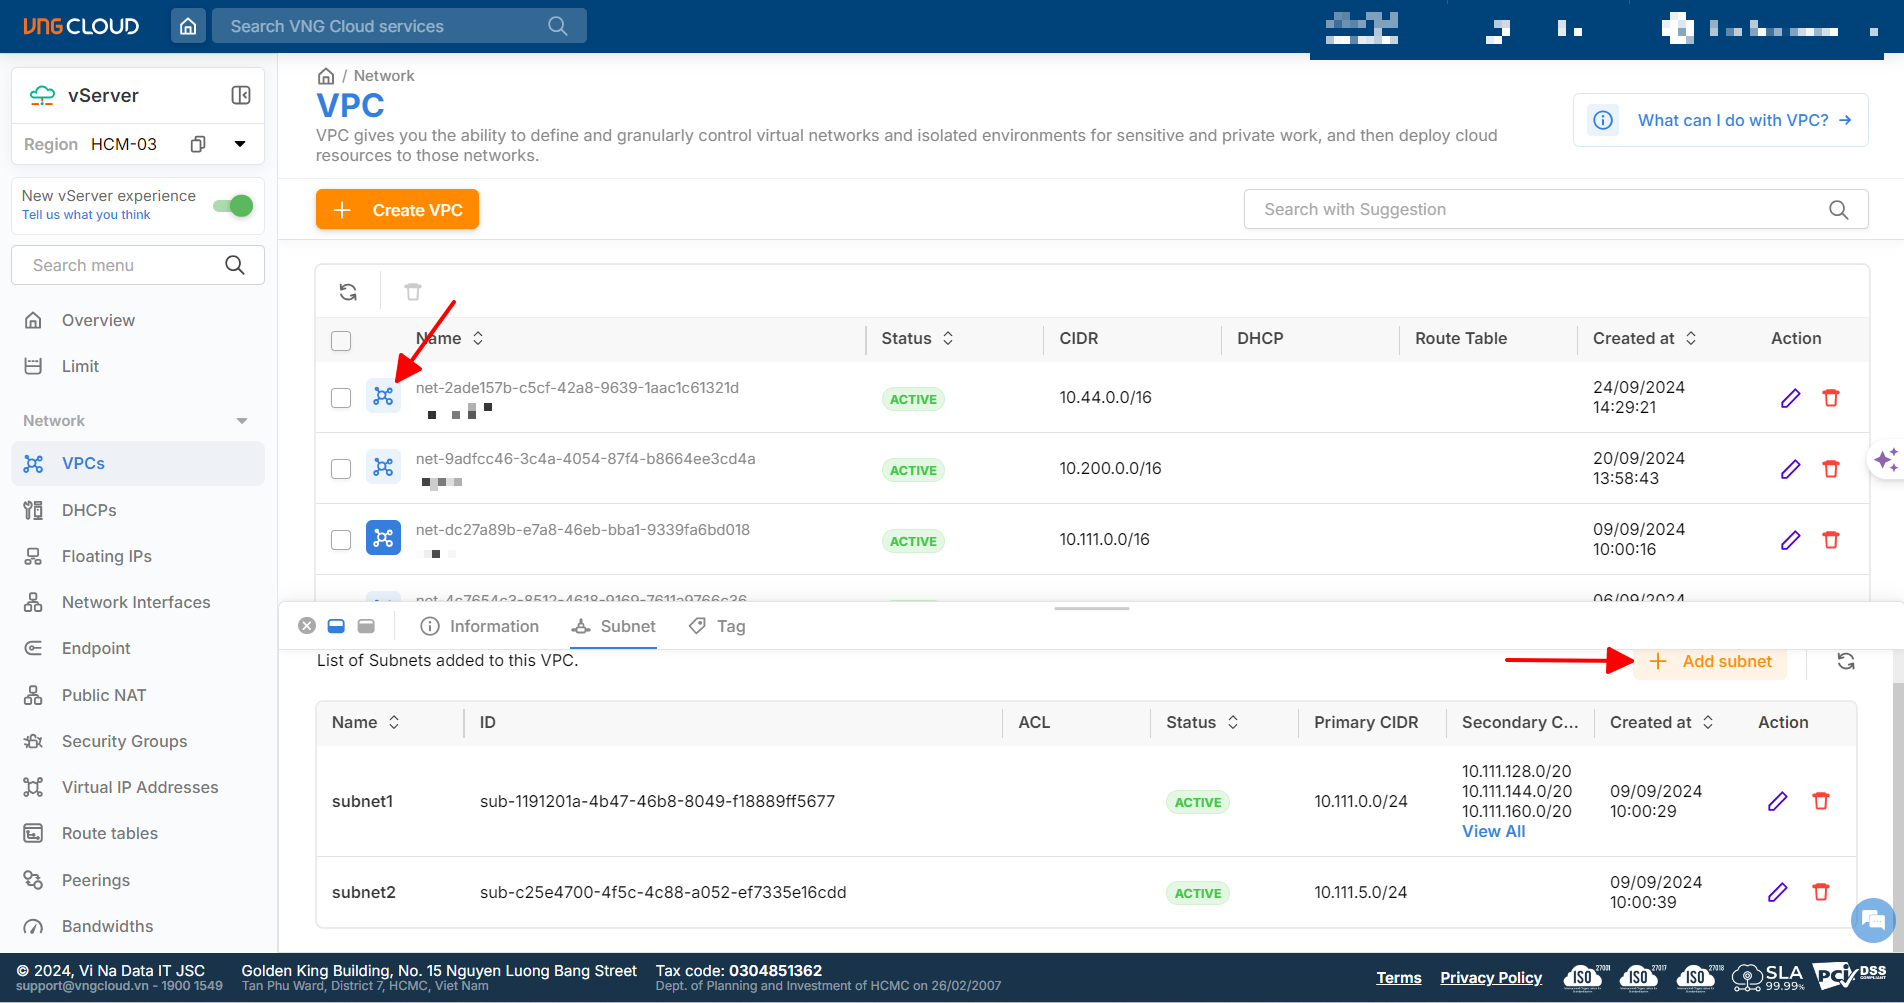 VNG CLOUD
Search VNG Cloud services
vServer
Region HCM-03
New vServer experience
Tell us what you think
Search menu
Overview
Limit
Network
VPCs
DHCPs
Floating IPs
Network Interfaces
Endpoint
Public NAT
Security Groups
Virtual IP Addresses
Route tables
Peerings
Bandwidths
/ Network
VPC
VPC gives you the ability to define and granularly control virtual networks and isolated environments for sensitive and private work, and then deploy cloud
resources to those networks.
What can I do with VPC?
Create VPC
Search with Suggestion
Name Status CIDR DHCP Route Table Created at Action
net-2ade157b-c5cf-42a8-9639-1aac1c61321d ACTIVE 10.44.0.0/16 24/09/2024
14:29:21
net-9adfcc46-3c4a-4054-87f4-b8664ee3cd4a ACTIVE 10.200.0.0/16 20/09/2024
13:58:43
net-dc27a89b-e7a8-46eb-bba1-9339fa6bd018 ACTIVE 10.111.0.0/16 09/09/2024
10:00:16
net-4c7654c3-8512-4618-9169-7611a9766c36 06/09/2024
Information Subnet Tag
List of Subnets added to this VPC.
Add subnet
Name ID ACL Status Primary CIDR Secondary C... Created at Action
subnet1 sub-1191201a-4b47-46b8-8049-f18889ff5677 ACTIVE 10.111.0.0/24 10.111.128.0/20
10.111.144.0/20
10.111.160.0/20
View All
09/09/2024
10:00:29
subnet2 sub-c25e4700-4f5c-4c88-a052-ef7335e16cdd ACTIVE 10.111.5.0/24 09/09/2024
10:00:39
© 2024, Vi Na Data IT JSC
support@vngcloud.vn - 1900 1549
Golden King Building, No. 15 Nguyen Luong Bang Street
Tan Phu Ward, District 7, HCMC, Viet Nam
Tax code: 0304851362
Dept. of Planning and Investment of HCMC on 26/02/2007
Terms
Privacy Policy
ISO 27001
ISO 27017
ISO 27018
SLA
99.99%
PCI DSS
COMPLIANT